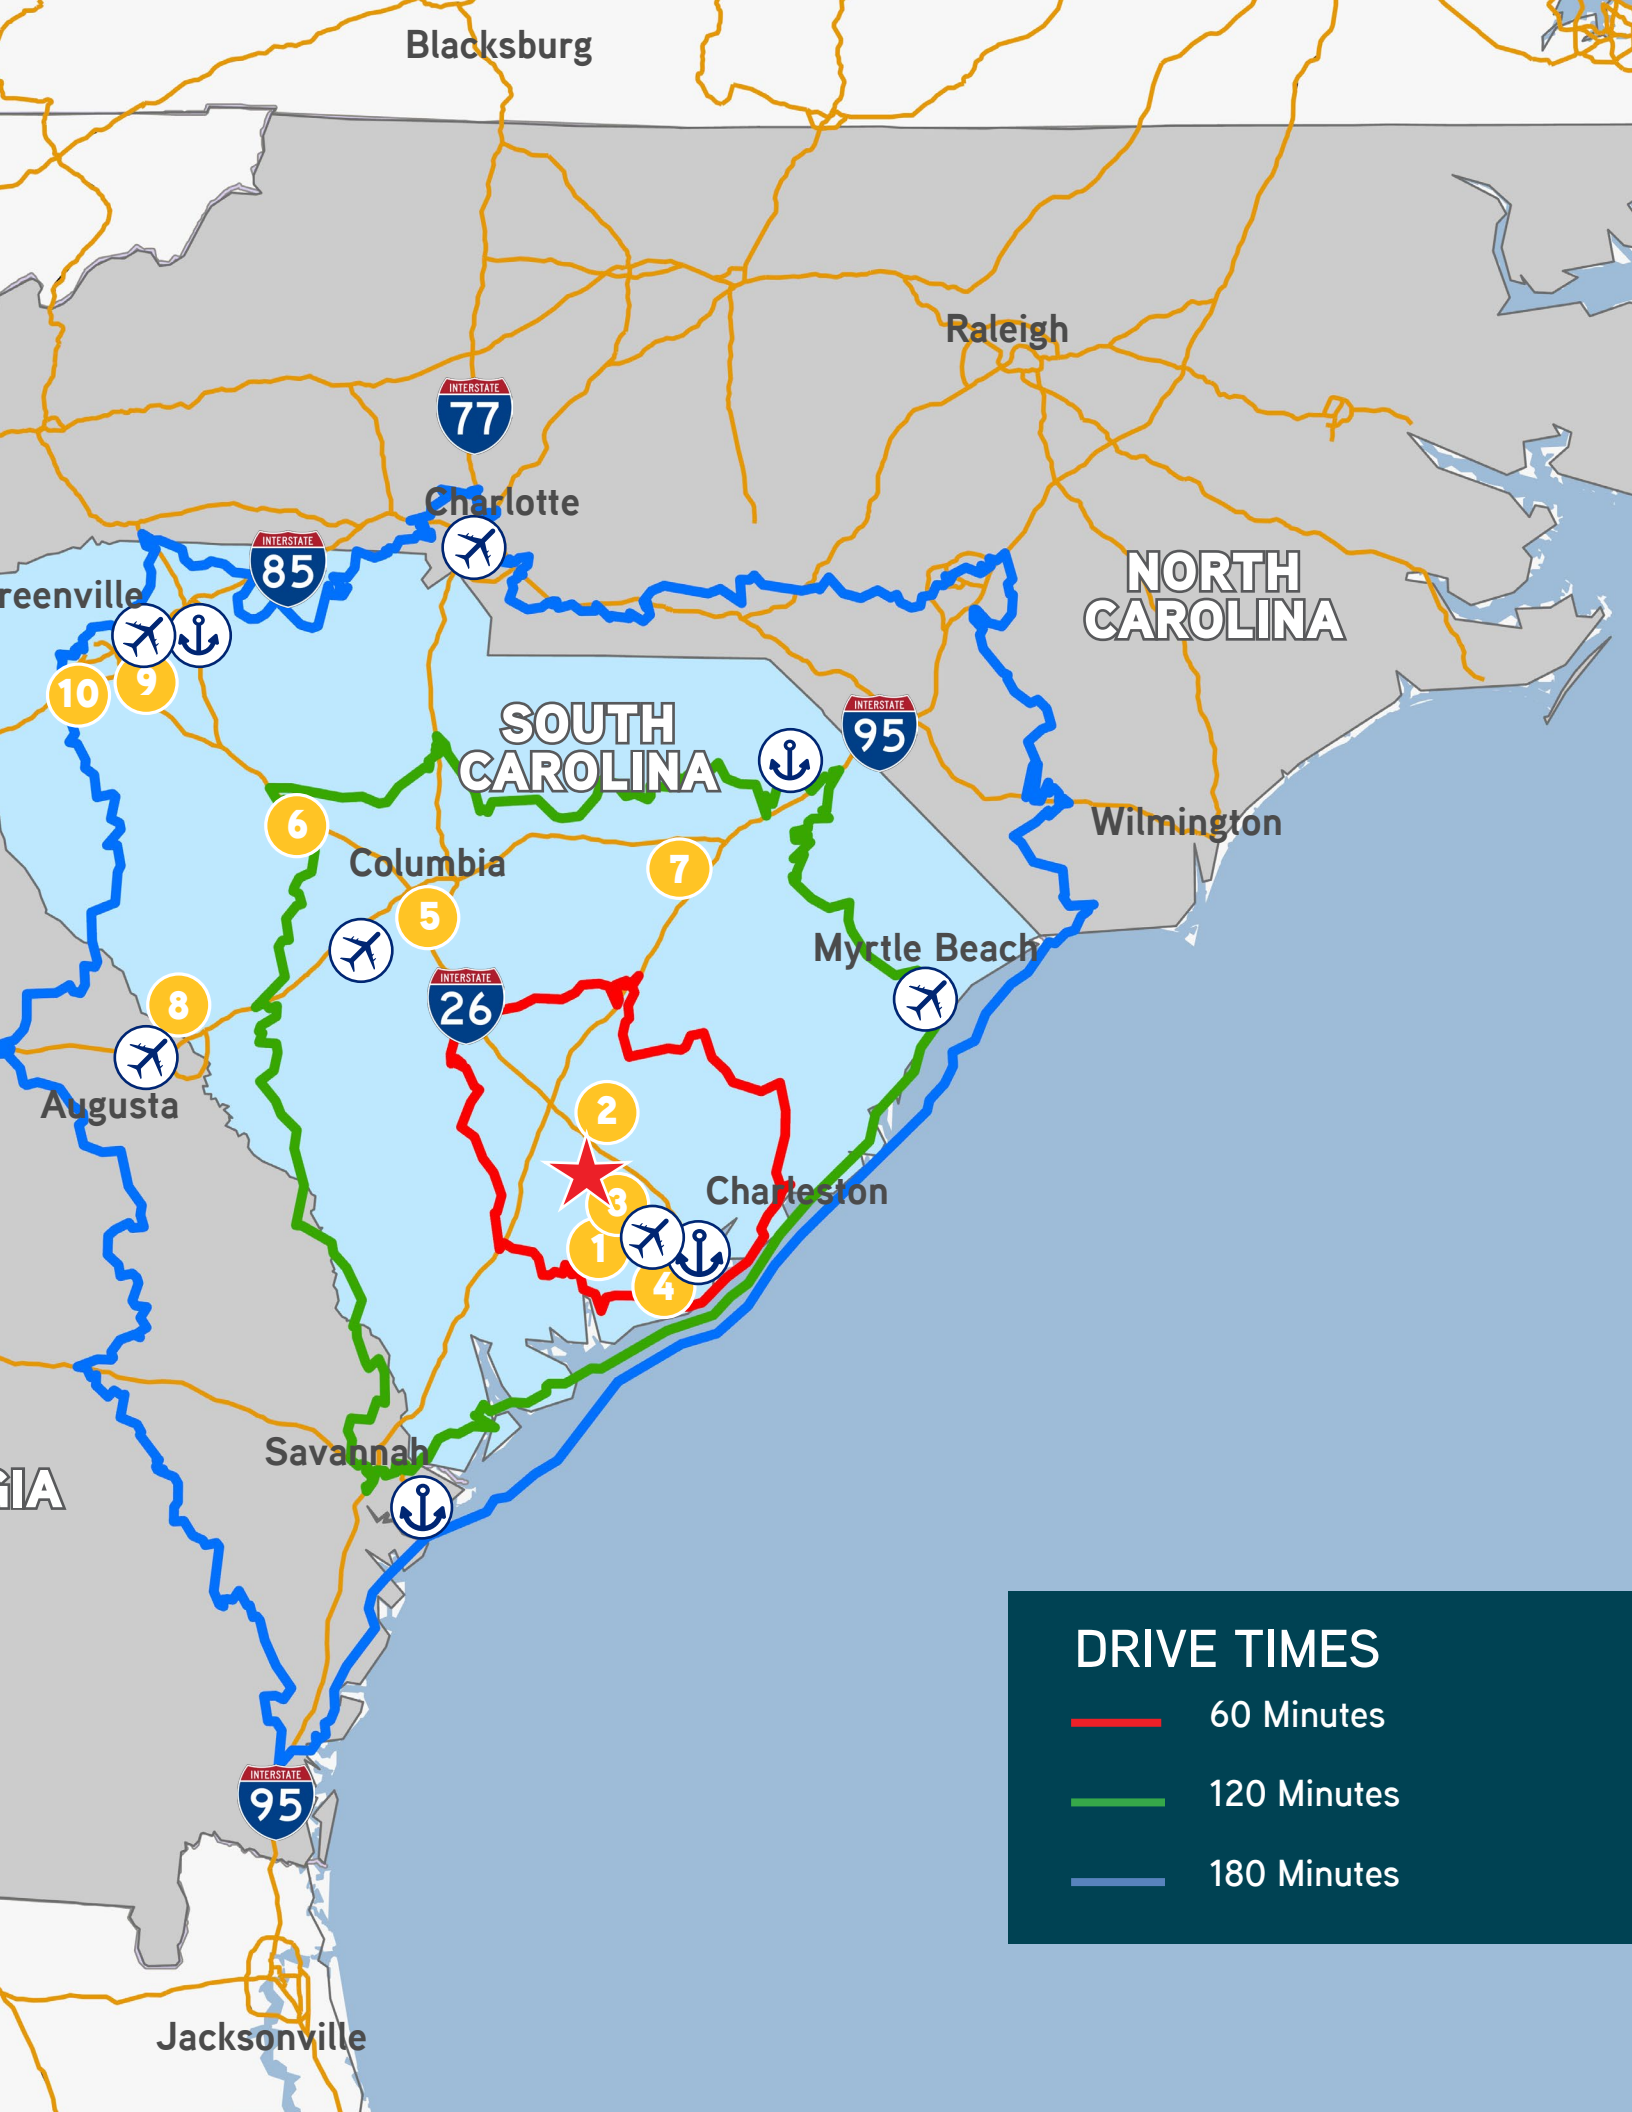 Blacksburg
Raleigh
INTERSTATE
77
Charlotte
INTERSTATE
85
NORTH
CAROLINA
reenville
10
9
SOUTH
CAROLINA
INTERSTATE
95
6
Wilmington
Columbia
7
5
Myrtle Beach
INTERSTATE
26
8
Augusta
2
Charleston
3
1
4
Savannah
GIA
DRIVE TIMES
60 Minutes
120 Minutes
180 Minutes
INTERSTATE
95
Jacksonville